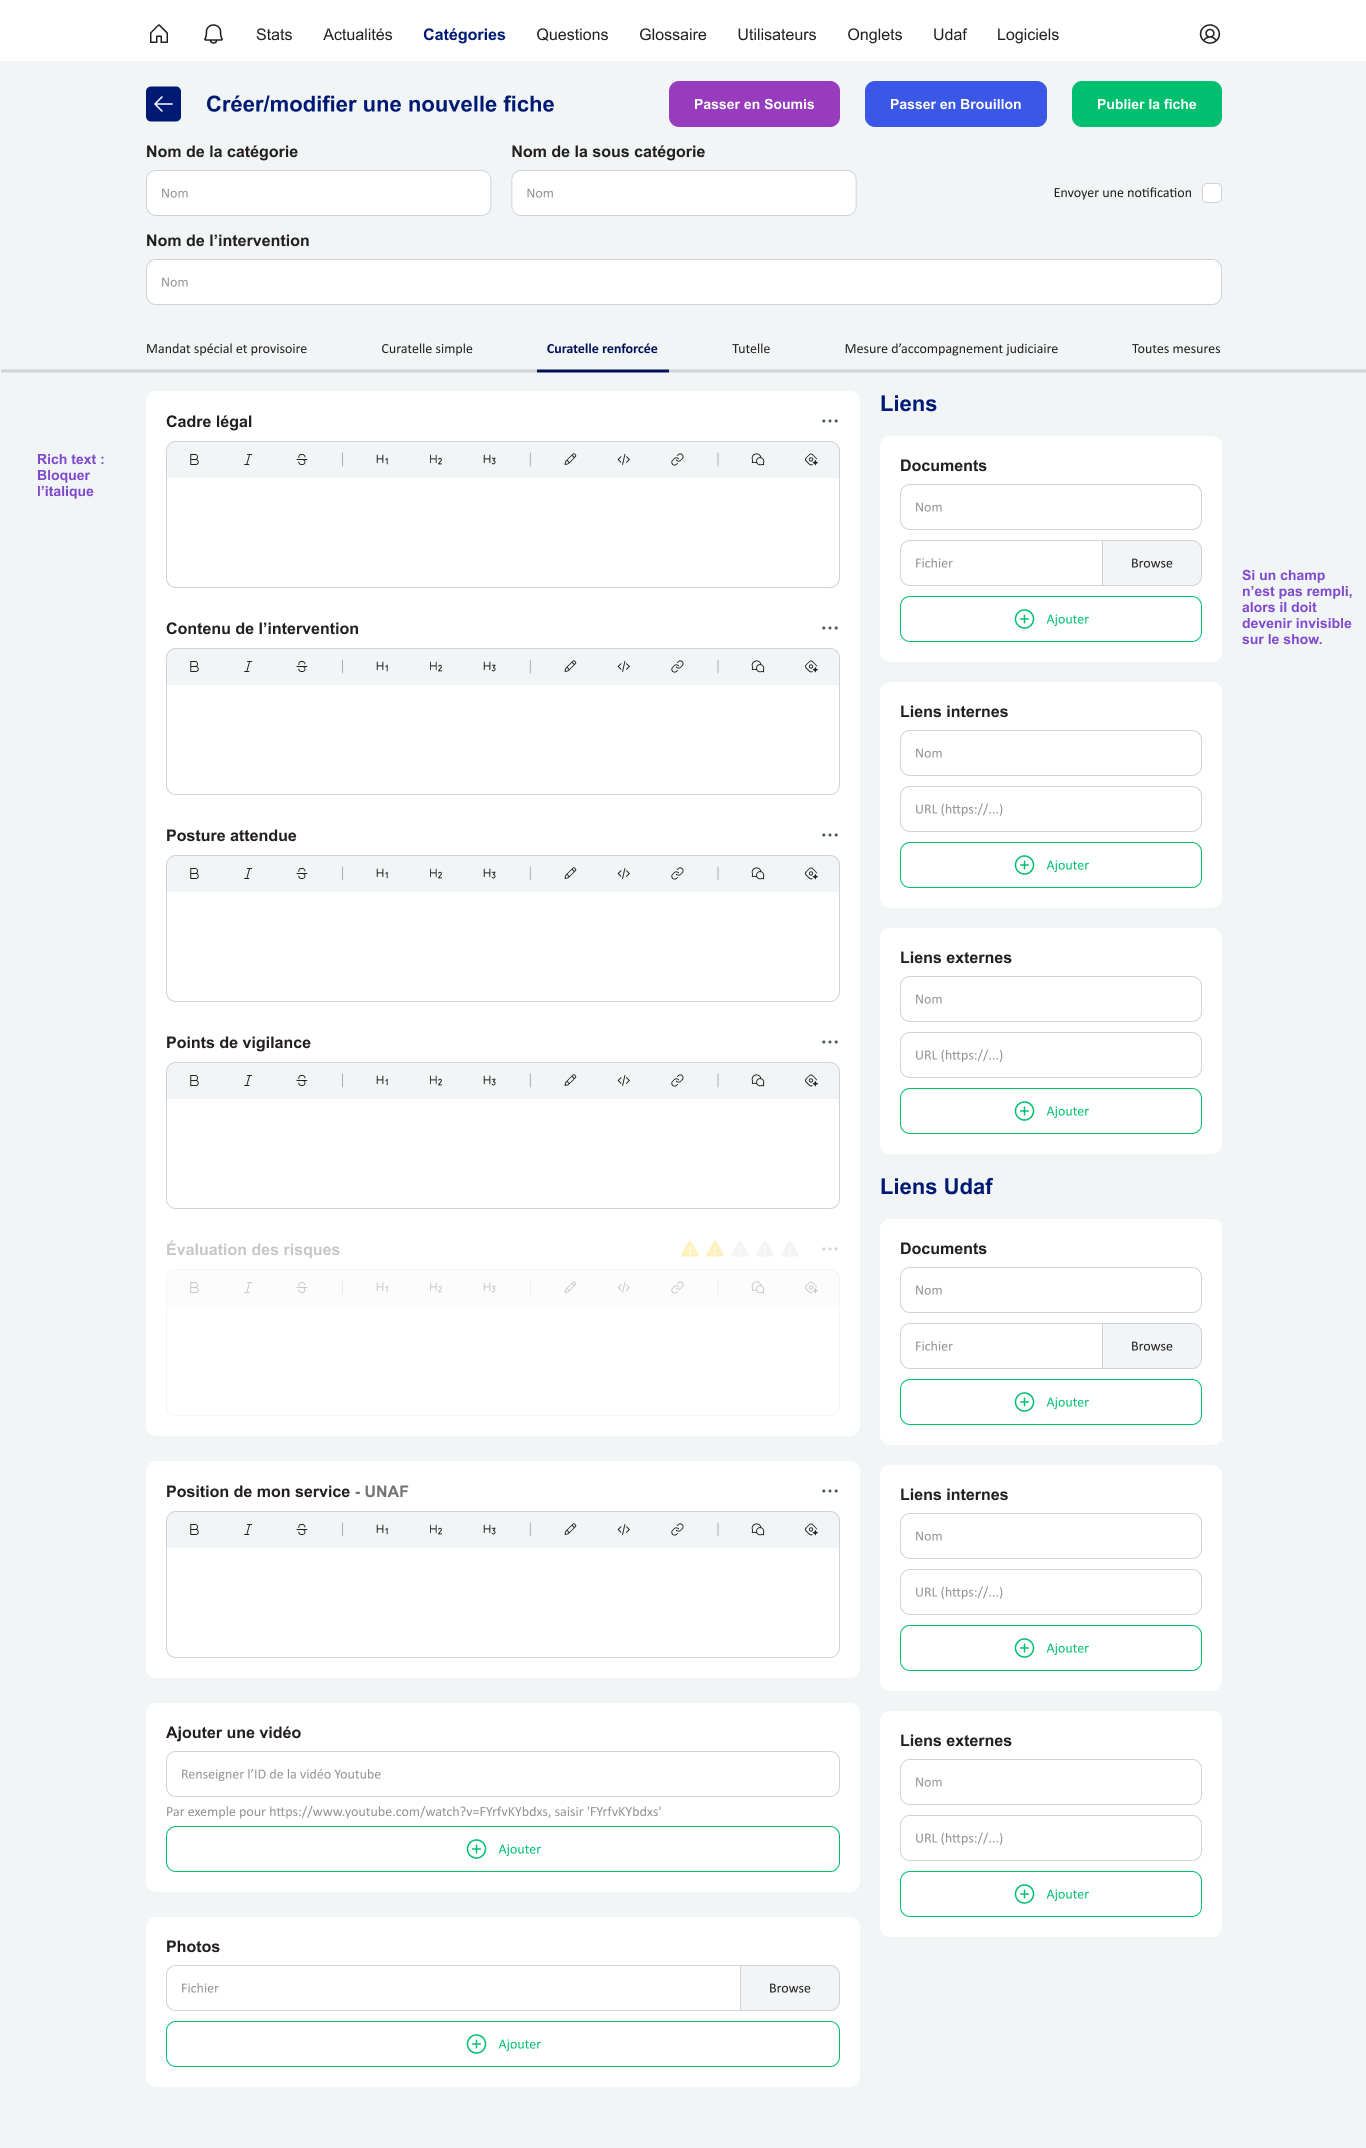 Stats Actualités Catégories Questions Glossaire Utilisateurs Onglets Udaf Logiciels
Créer/modifier une nouvelle fiche
Passer en Soumis
Passer en Brouillon
Publier la fiche
Nom de la catégorie
Nom
Nom de la sous catégorie
Nom
Envoyer une notification
Nom de l’intervention
Nom
Mandat spécial et provisoire
Curatelle simple
Curatelle renforcée
Tutelle
Mesure d’accompagnement judiciaire
Toutes mesures
Rich text :
Bloquer
l’italique
Cadre légal
B I S H1 H2 H3
Contenu de l’intervention
B I S H1 H2 H3
Posture attendue
B I S H1 H2 H3
Points de vigilance
B I S H1 H2 H3
Évaluation des risques
B I S H1 H2 H3
Position de mon service - UNAF
B I S H1 H2 H3
Ajouter une vidéo
Renseigner l’ID de la vidéo Youtube
Par exemple pour https://www.youtube.com/watch?v=FYrfvKYbdxs, saisir 'FYrfvKYbdxs'
Ajouter
Photos
Fichier
Browse
Ajouter
Liens
Documents
Nom
Fichier
Browse
Ajouter
Si un champ
n’est pas rempli,
alors il doit
devenir invisible
sur le show.
Liens internes
Nom
URL (https://...)
Ajouter
Liens externes
Nom
URL (https://...)
Ajouter
Liens Udaf
Documents
Nom
Fichier
Browse
Ajouter
Liens internes
Nom
URL (https://...)
Ajouter
Liens externes
Nom
URL (https://...)
Ajouter